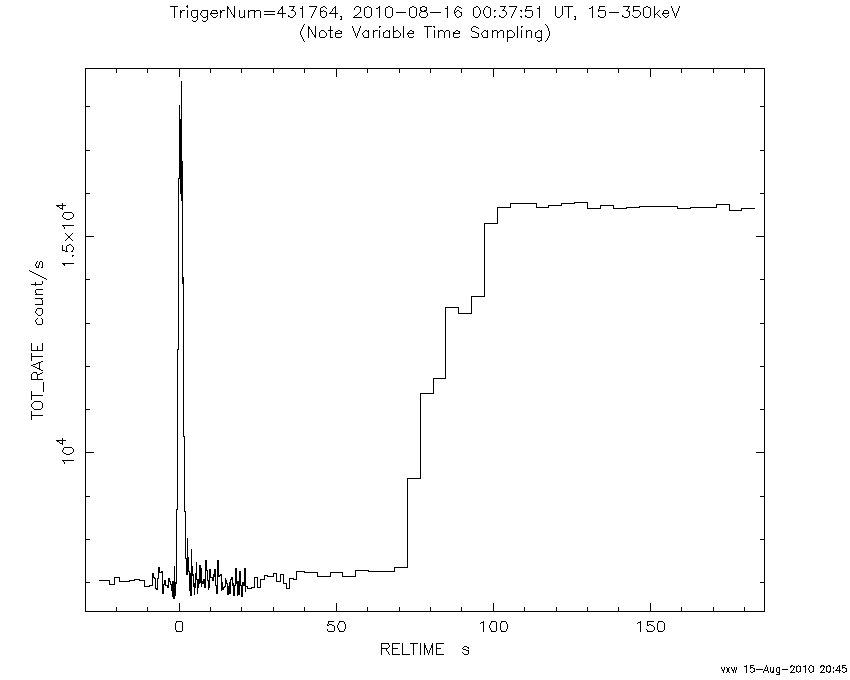 TriggerNum=431764, 2010-08-16 00:37:51 UT, 15-350keV
(Note Variable Time Sampling)
TOT_RATE count/s
1.5×10⁴
10⁴
0 50 100 150
RELTIME s
vxw 15-Aug-2010 20:45